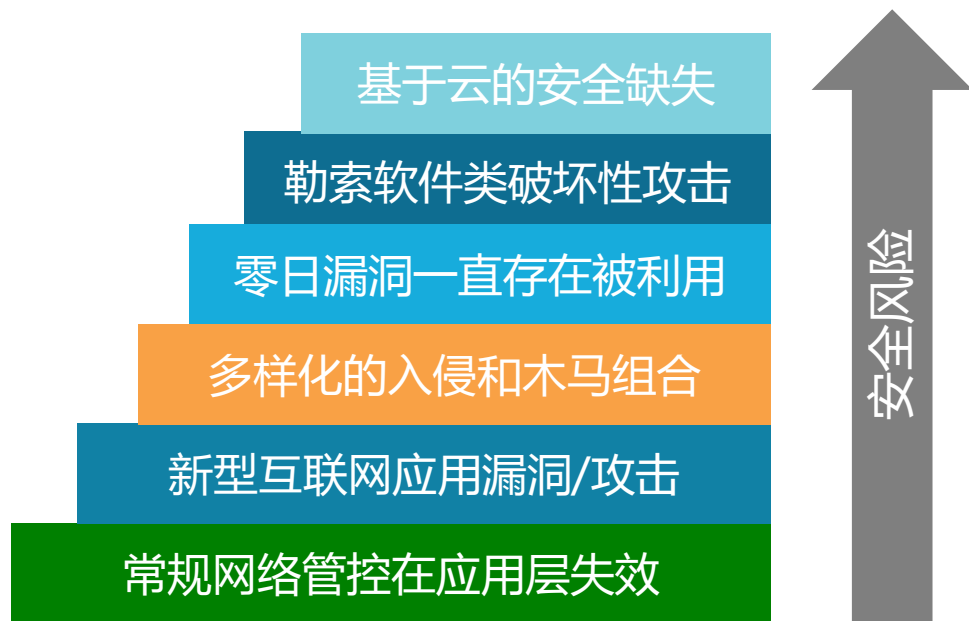 基于云的安全缺失
勒索软件类破坏性攻击
零日漏洞一直存在被利用
多样化的入侵和木马组合
新型互联网应用漏洞/攻击
常规网络管控在应用层失效
安全风险